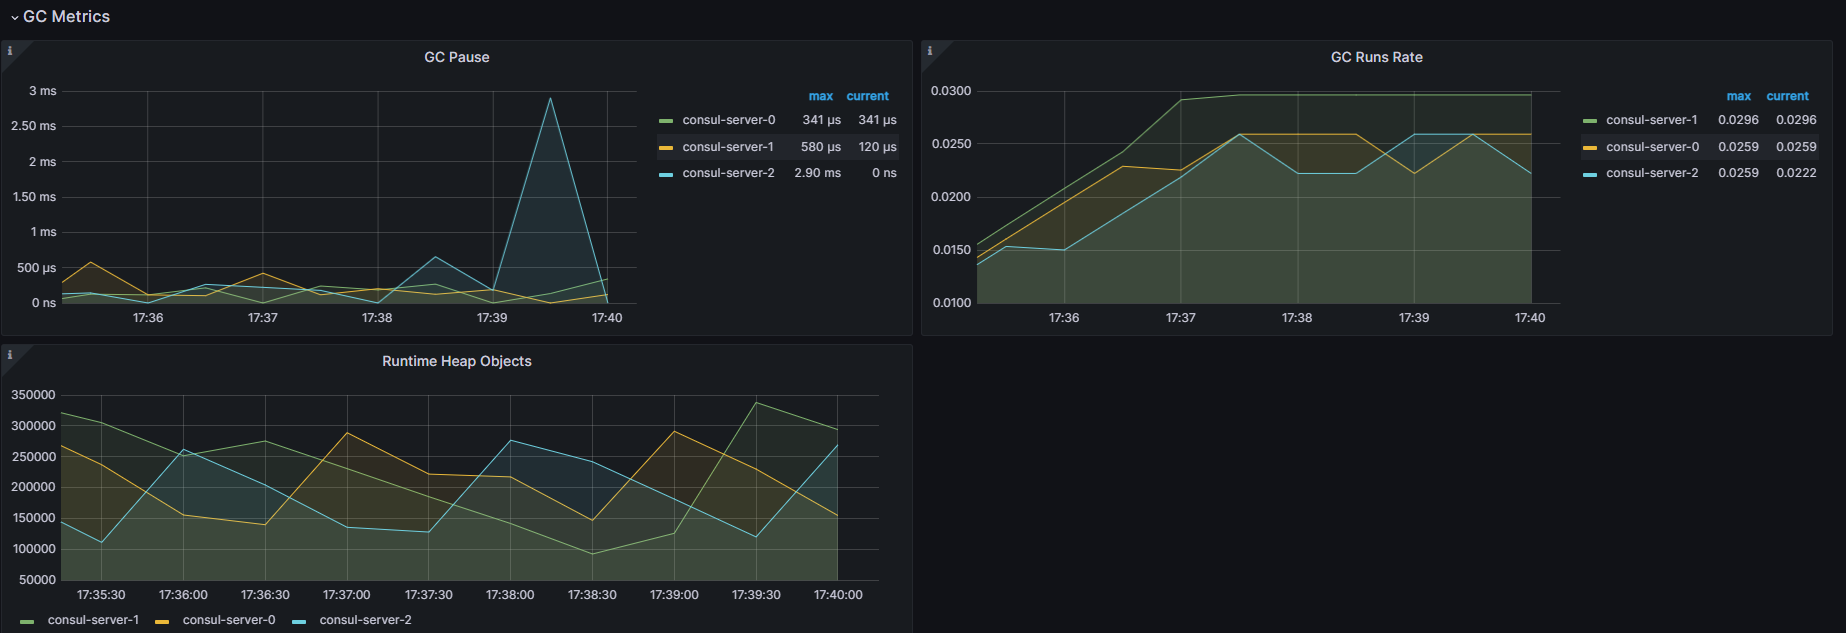 GC Metrics
i
GC Pause
3 ms
2.50 ms
2 ms
1.50 ms
1 ms
500 µs
0 ns
17:36 17:37 17:38 17:39 17:40
max current
consul-server-0 341 µs 341 µs
consul-server-1 580 µs 120 µs
consul-server-2 2.90 ms 0 ns
i
GC Runs Rate
0.0300
0.0250
0.0200
0.0150
0.0100
17:36 17:37 17:38 17:39 17:40
max current
consul-server-1 0.0296 0.0296
consul-server-0 0.0259 0.0259
consul-server-2 0.0259 0.0222
i
Runtime Heap Objects
350000
300000
250000
200000
150000
100000
50000
17:35:30 17:36:00 17:36:30 17:37:00 17:37:30 17:38:00 17:38:30 17:39:00 17:39:30 17:40:00
consul-server-1 consul-server-0 consul-server-2